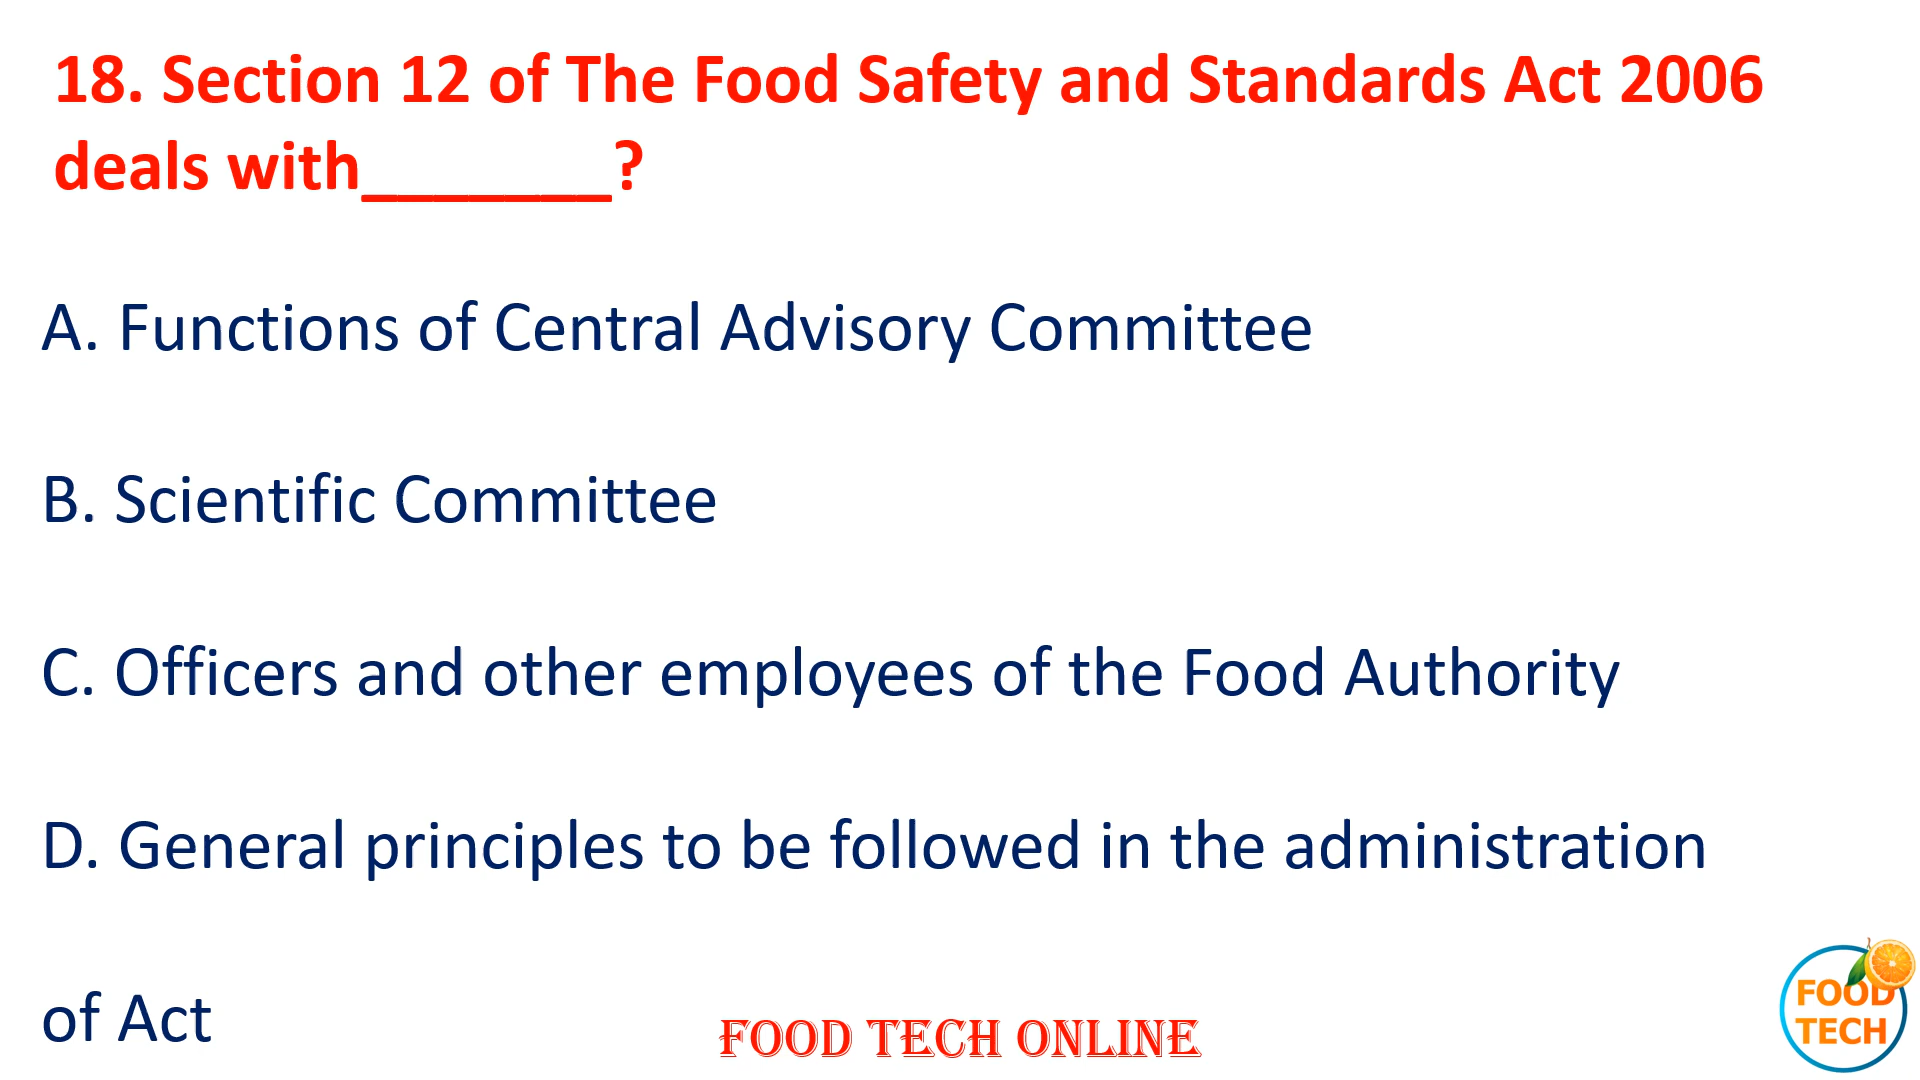 18. Section 12 of The Food Safety and Standards Act 2006
deals with_______?
A. Functions of Central Advisory Committee
B. Scientific Committee
C. Officers and other employees of the Food Authority
D. General principles to be followed in the administration
of Act
FOOD TECH ONLINE
FOOD
TECH